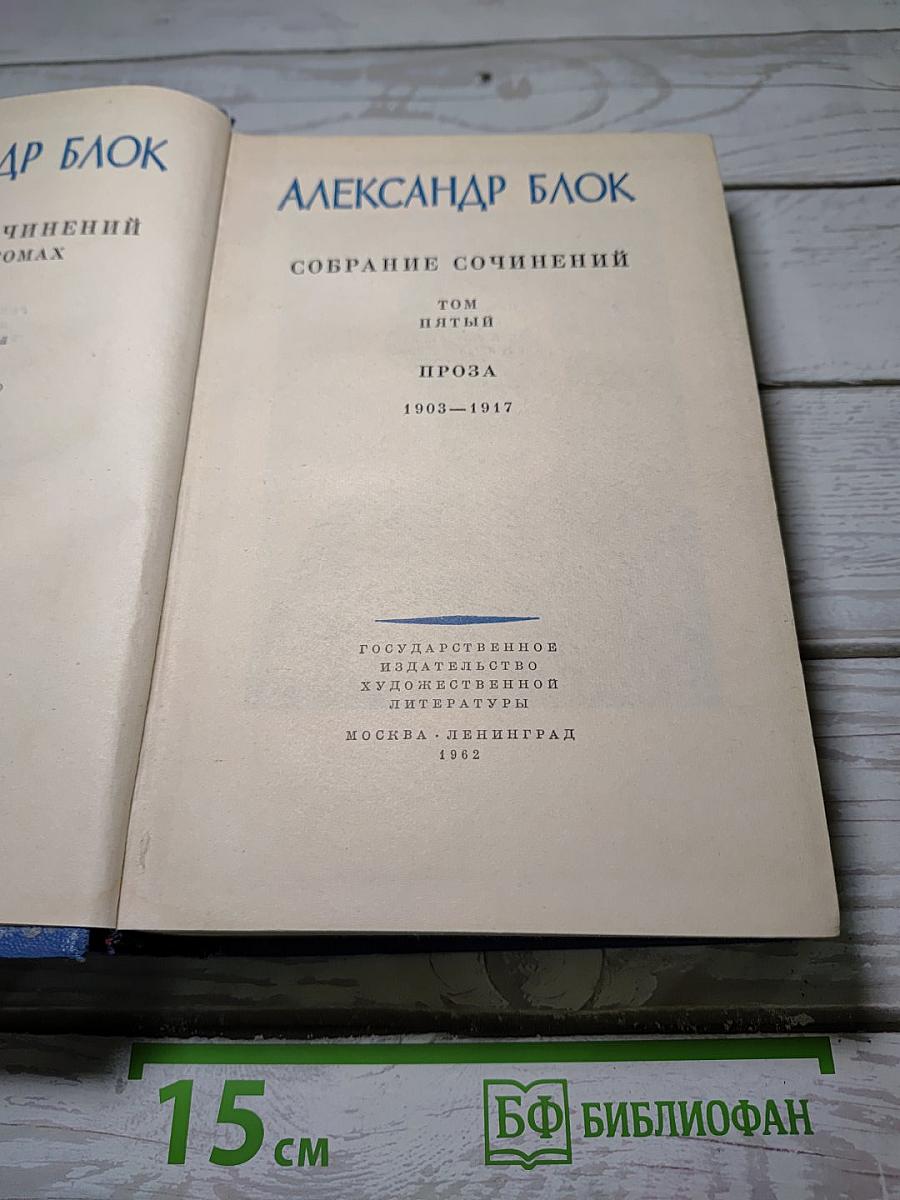 ДР БЛОК
ЧИНЕНИЙ
ТОМАХ
АЛЕКСАНДР БЛОК
СОБРАНИЕ СОЧИНЕНИЙ
ТОМ
ПЯТЫЙ
ПРОЗА
1903—1917
ГОСУДАРСТВЕННОЕ
ИЗДАТЕЛЬСТВО
ХУДОЖЕСТВЕННОЙ
ЛИТЕРАТУРЫ
МОСКВА · ЛЕНИНГРАД
1962
15 см
БФ БИБЛИОФАН